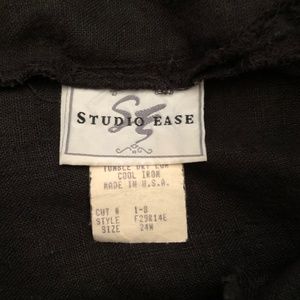 STUDIO EASE
TUMBLE DRY LOW
COOL IRON
MADE IN U.S.A.
CUT # 1-8
STYLE F29R14E
SIZE 24W